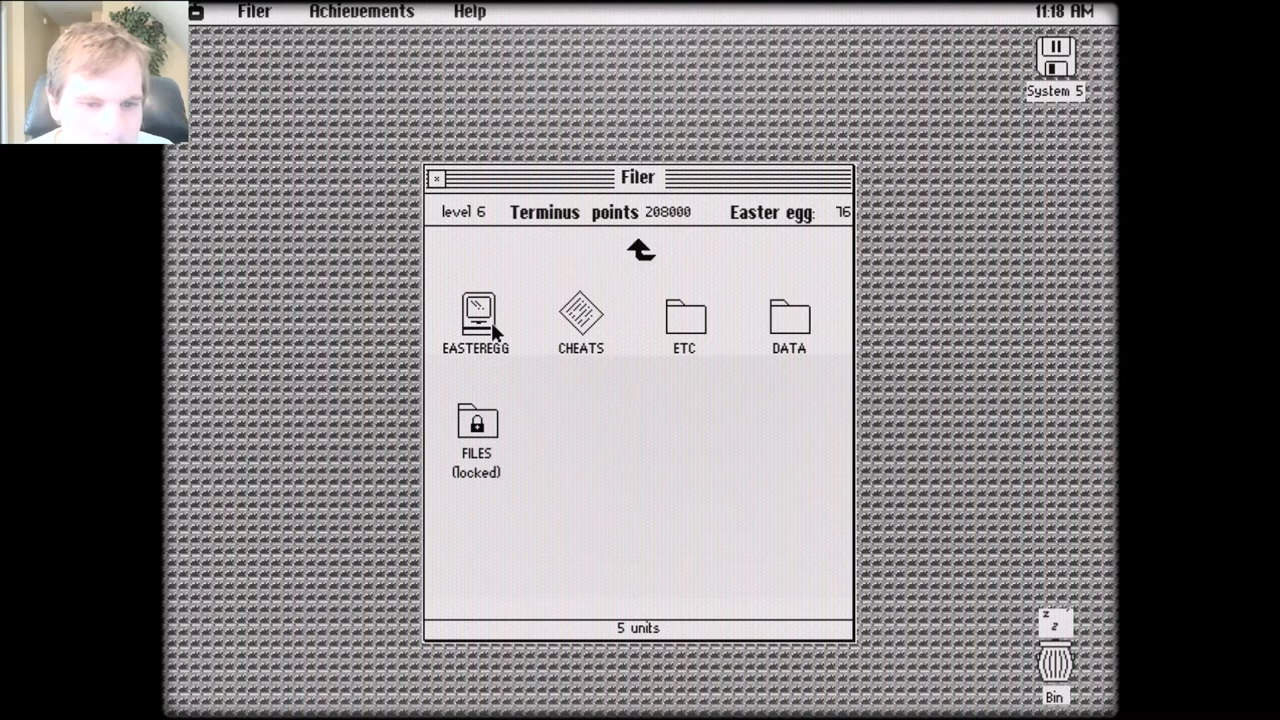 Filer Achievements Help 11:18 AM
System 5
Filer
level 6 Terminus points 208000 Easter egg: 76
EASTEREGG CHEATS ETC DATA
FILES
(locked)
5 units
z
z
Bin